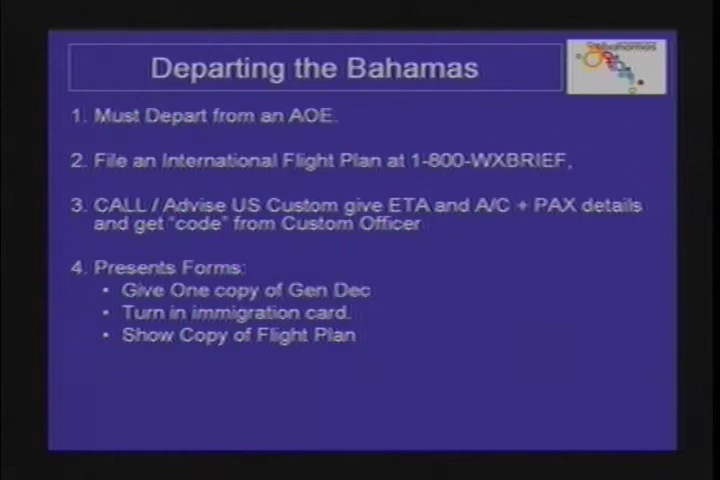 Departing the Bahamas
bahamas
1. Must Depart from an AOE.
2. File an International Flight Plan at 1-800-WXBRIEF,
3. CALL / Advise US Custom give ETA and A/C + PAX details
and get "code" from Custom Officer
4. Presents Forms:
• Give One copy of Gen Dec
• Turn in immigration card.
• Show Copy of Flight Plan